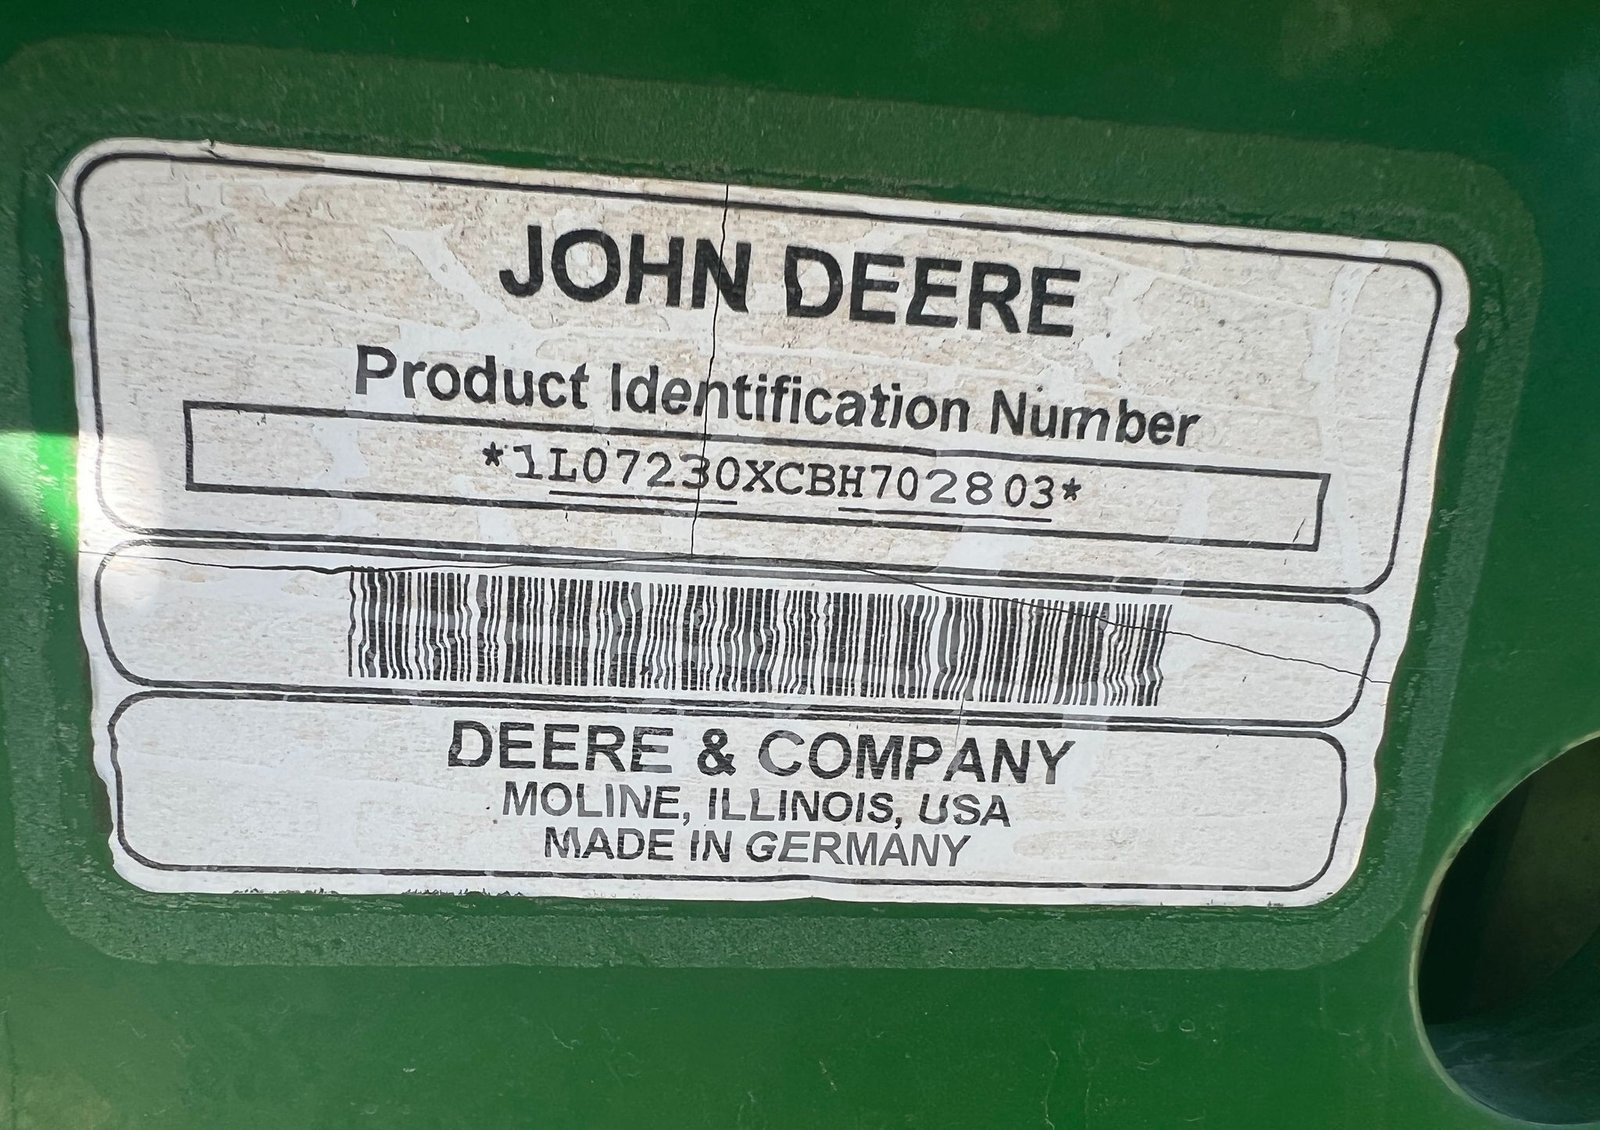 JOHN DEERE
Product Identification Number
*1L07230XCBH702803*
DEERE & COMPANY
MOLINE, ILLINOIS, USA
MADE IN GERMANY